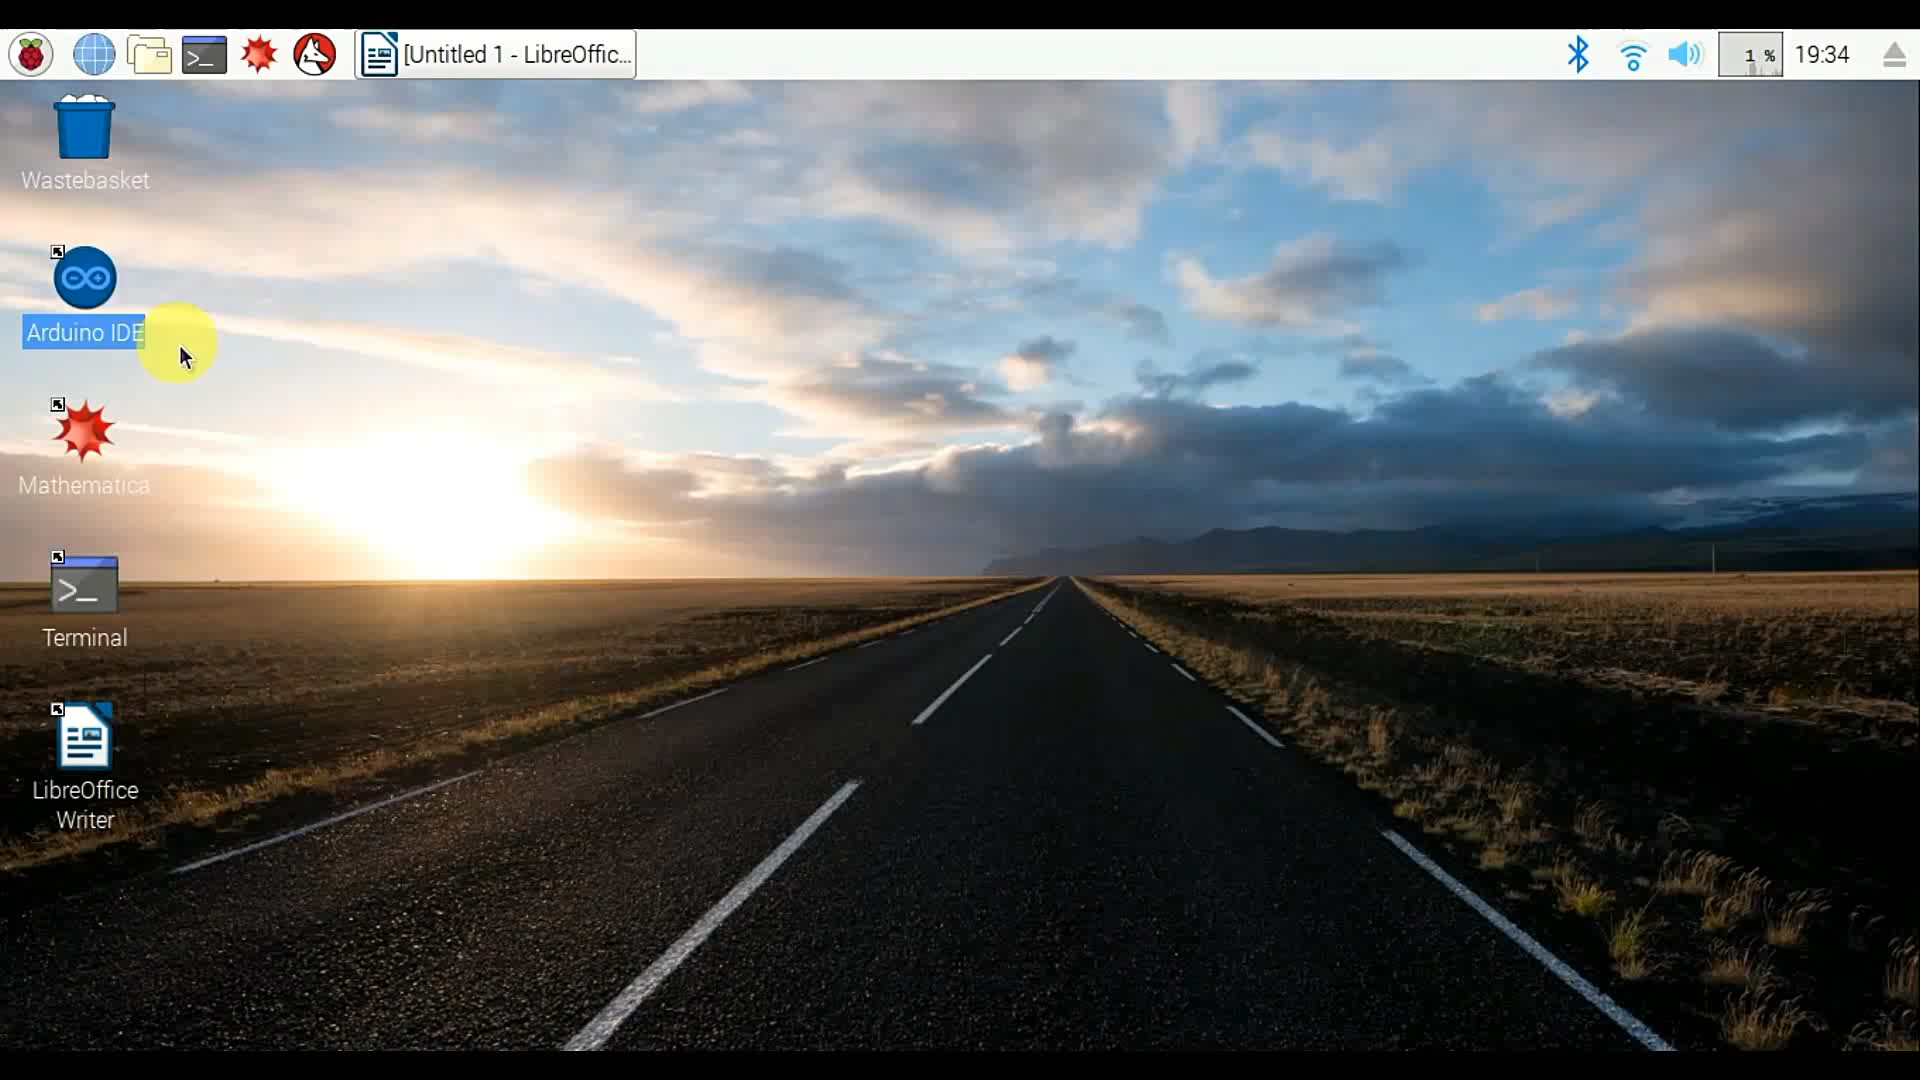 [Untitled 1 - LibreOffic...
1 %
19:34
Wastebasket
Arduino IDE
Mathematica
>_
Terminal
LibreOffice
Writer